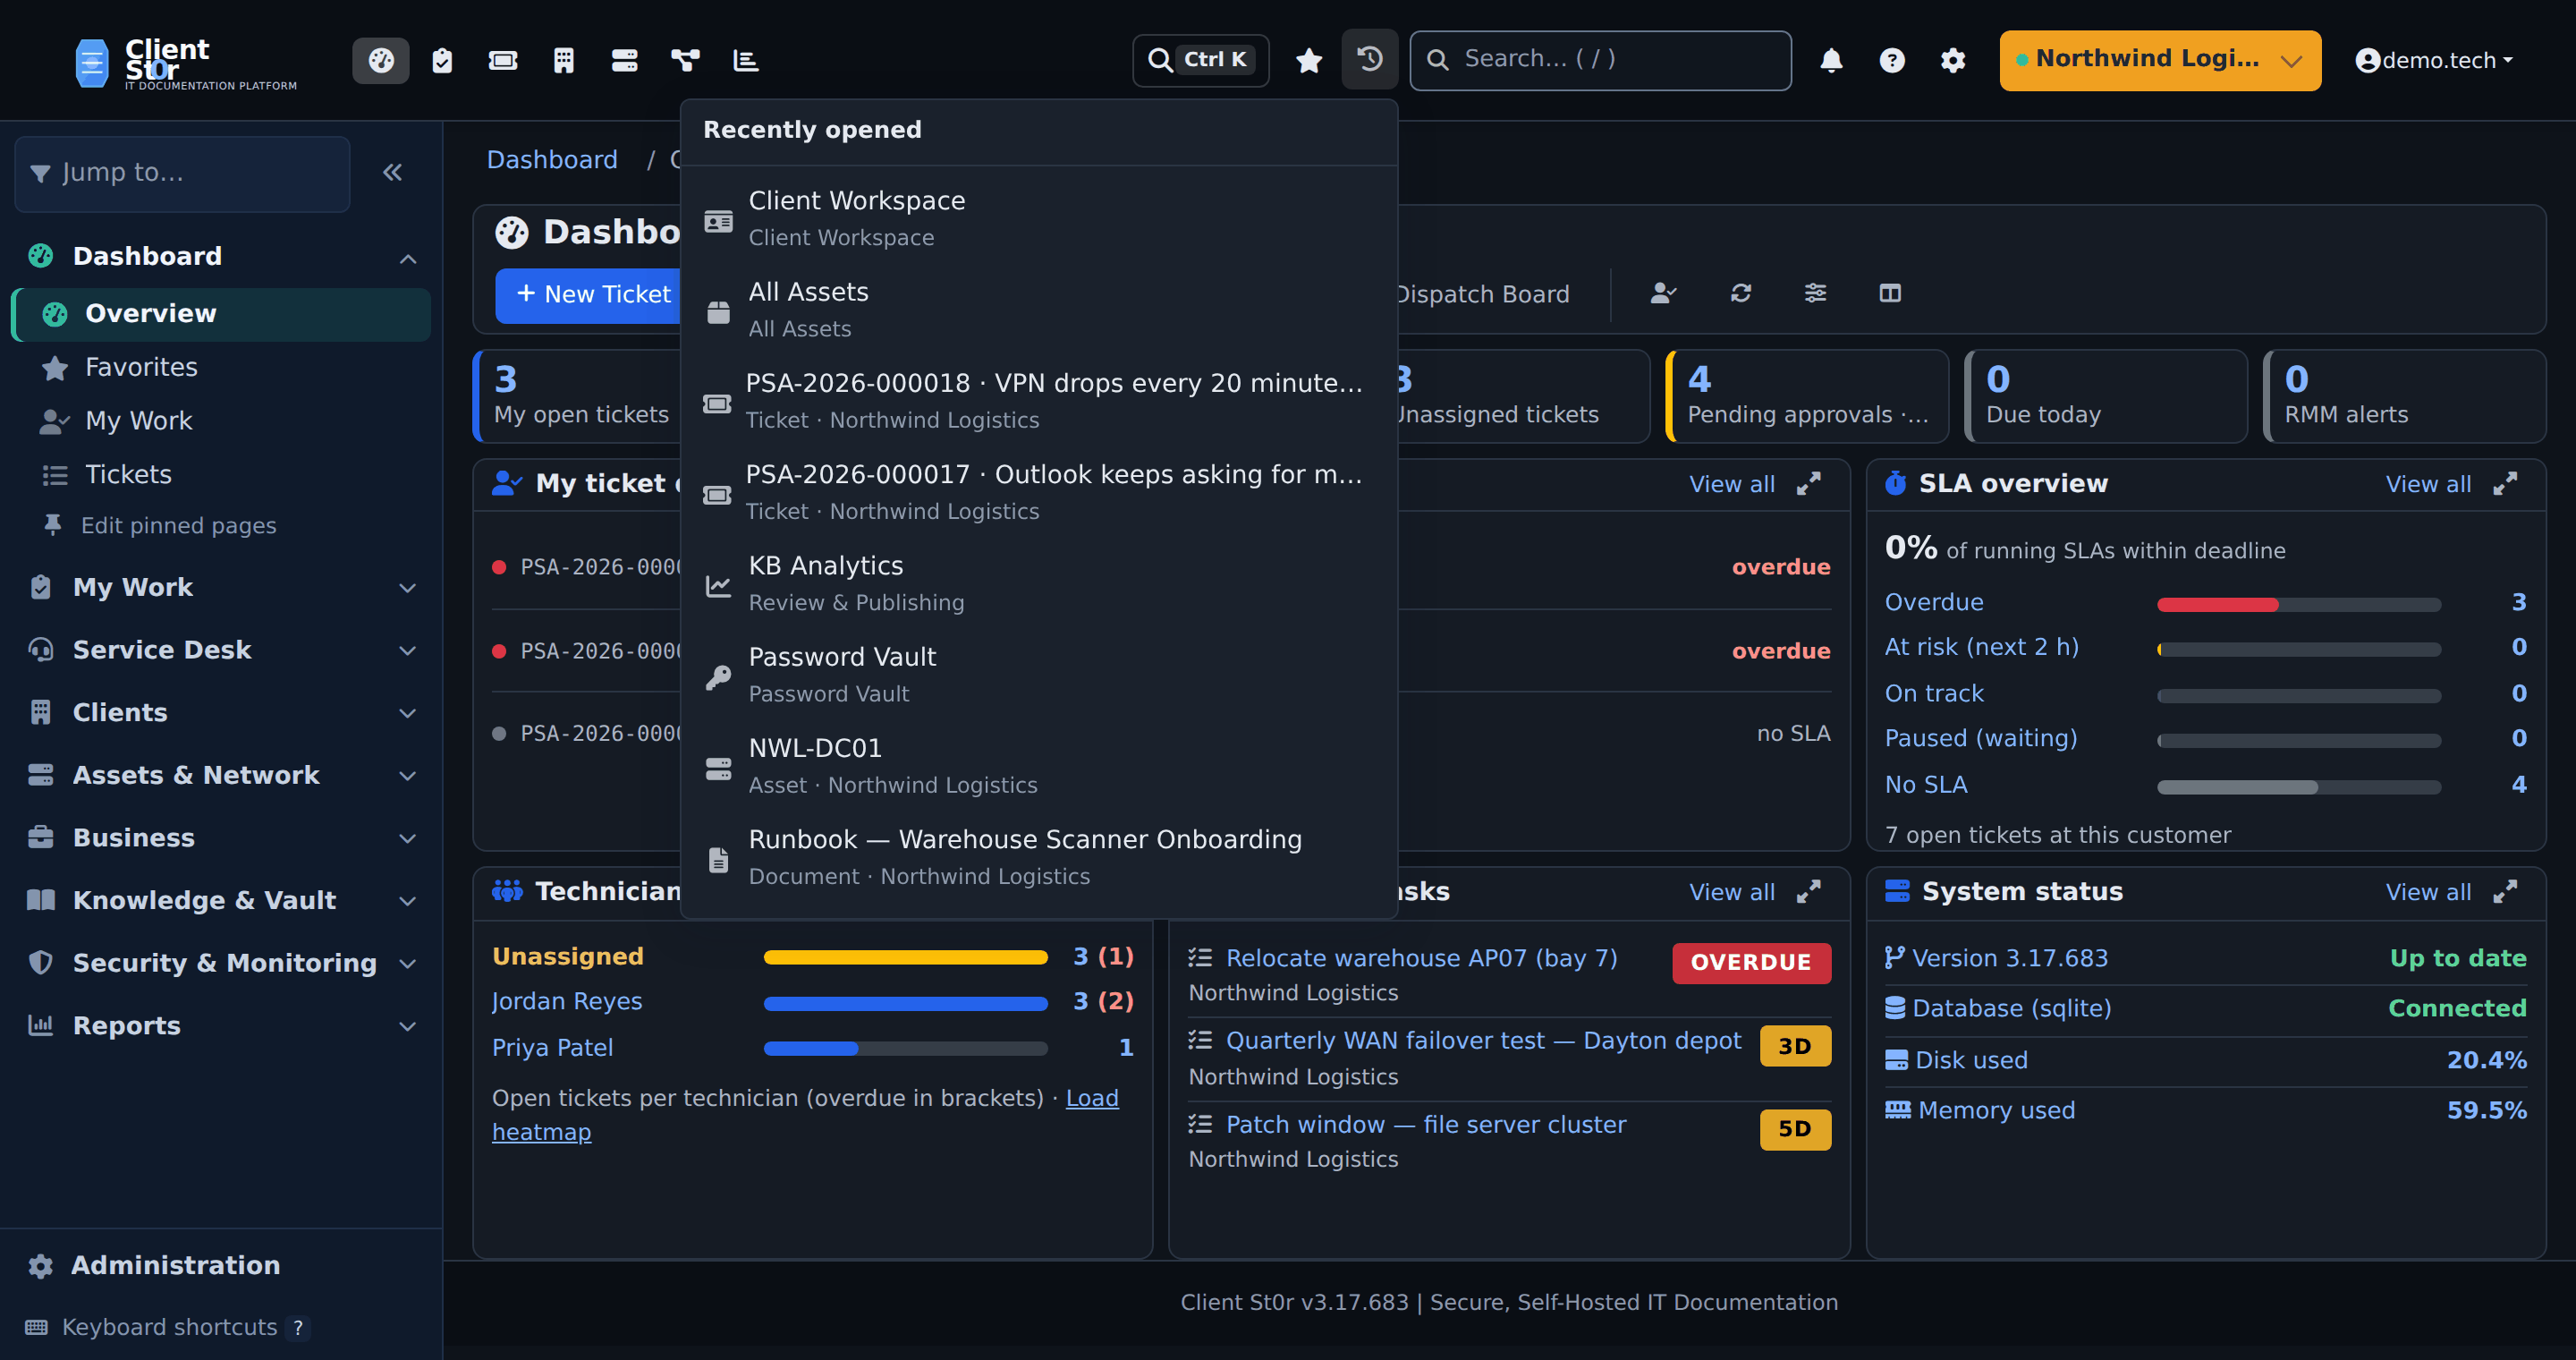 Client
St0r
IT DOCUMENTATION PLATFORM
Ctrl K
Search... ( / )
Northwind Logi...
demo.tech
Jump to...
Dashboard
Overview
Favorites
My Work
Tickets
Edit pinned pages
My Work
Service Desk
Clients
Assets & Network
Business
Knowledge & Vault
Security & Monitoring
Reports
Administration
Keyboard shortcuts ?
Recently opened
Client Workspace
Client Workspace
All Assets
All Assets
PSA-2026-000018 · VPN drops every 20 minute...
Ticket · Northwind Logistics
PSA-2026-000017 · Outlook keeps asking for m...
Ticket · Northwind Logistics
KB Analytics
Review & Publishing
Password Vault
Password Vault
NWL-DC01
Asset · Northwind Logistics
Runbook — Warehouse Scanner Onboarding
Document · Northwind Logistics
Dashboard /
Dashbo
New Ticket
Dispatch Board
3
My open tickets
3
Unassigned tickets
4
Pending approvals ·...
0
Due today
0
RMM alerts
My ticket
View all
PSA-2026-0000
overdue
PSA-2026-0000
overdue
PSA-2026-0000
no SLA
SLA overview
View all
0% of running SLAs within deadline
Overdue 3
At risk (next 2 h) 0
On track 0
Paused (waiting) 0
No SLA 4
7 open tickets at this customer
Technician
Unassigned 3 (1)
Jordan Reyes 3 (2)
Priya Patel 1
Open tickets per technician (overdue in brackets) · Load
heatmap
asks
View all
Relocate warehouse AP07 (bay 7) OVERDUE
Northwind Logistics
Quarterly WAN failover test — Dayton depot 3D
Northwind Logistics
Patch window — file server cluster 5D
Northwind Logistics
System status
View all
Version 3.17.683 Up to date
Database (sqlite) Connected
Disk used 20.4%
Memory used 59.5%
Client St0r v3.17.683 | Secure, Self-Hosted IT Documentation